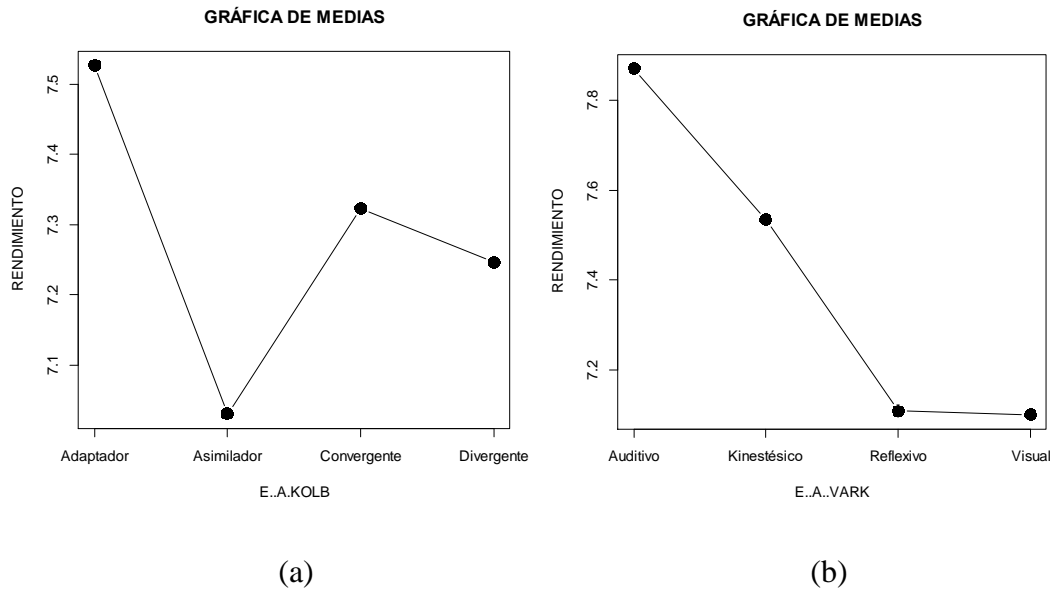 GRÁFICA DE MEDIAS
RENDIMIENTO
7.5
7.4
7.3
7.2
7.1
Adaptador Asimilador Convergente Divergente
E..A.KOLB
(a)
GRÁFICA DE MEDIAS
RENDIMIENTO
7.8
7.6
7.4
7.2
Auditivo Kinestésico Reflexivo Visual
E..A..VARK
(b)